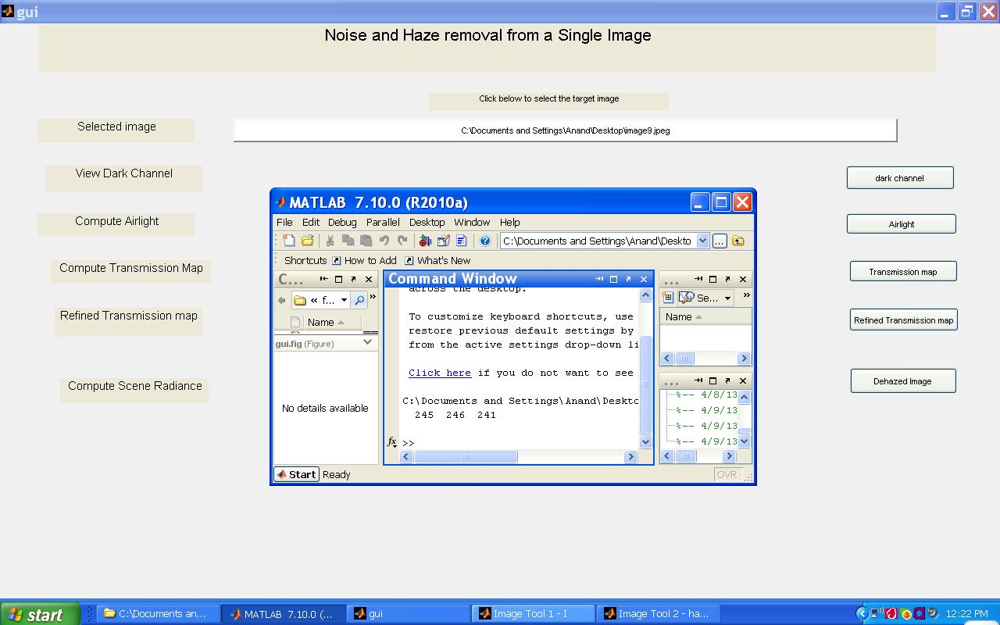 gui
Noise and Haze removal from a Single Image
Click below to select the target image
Selected image
C:\Documents and Settings\Anand\Desktop\image9.jpeg
View Dark Channel
dark channel
Compute Airlight
Airlight
Compute Transmission Map
Transmission map
Refined Transmission map
Refined Transmission map
Compute Scene Radiance
Dehazed Image
MATLAB 7.10.0 (R2010a)
File Edit Debug Parallel Desktop Window Help
C:\Documents and Settings\Anand\Deskto
...
Shortcuts How to Add What's New
C...
« f...
Name
gui.fig (Figure)
No details available
Command Window
across the desktop.
To customize keyboard shortcuts, use
restore previous default settings by
from the active settings drop-down li
Click here if you do not want to see
C:\Documents and Settings\Anand\Deskto
245 246 241
fx >>
...
Se...
Name
...
%-- 4/8/13
%-- 4/9/13
%-- 4/9/13
%-- 4/9/13
Start Ready
OVR
start
C:\Documents an...
MATLAB 7.10.0 (...
gui
Image Tool 1 - I
Image Tool 2 - ha...
12:22 PM